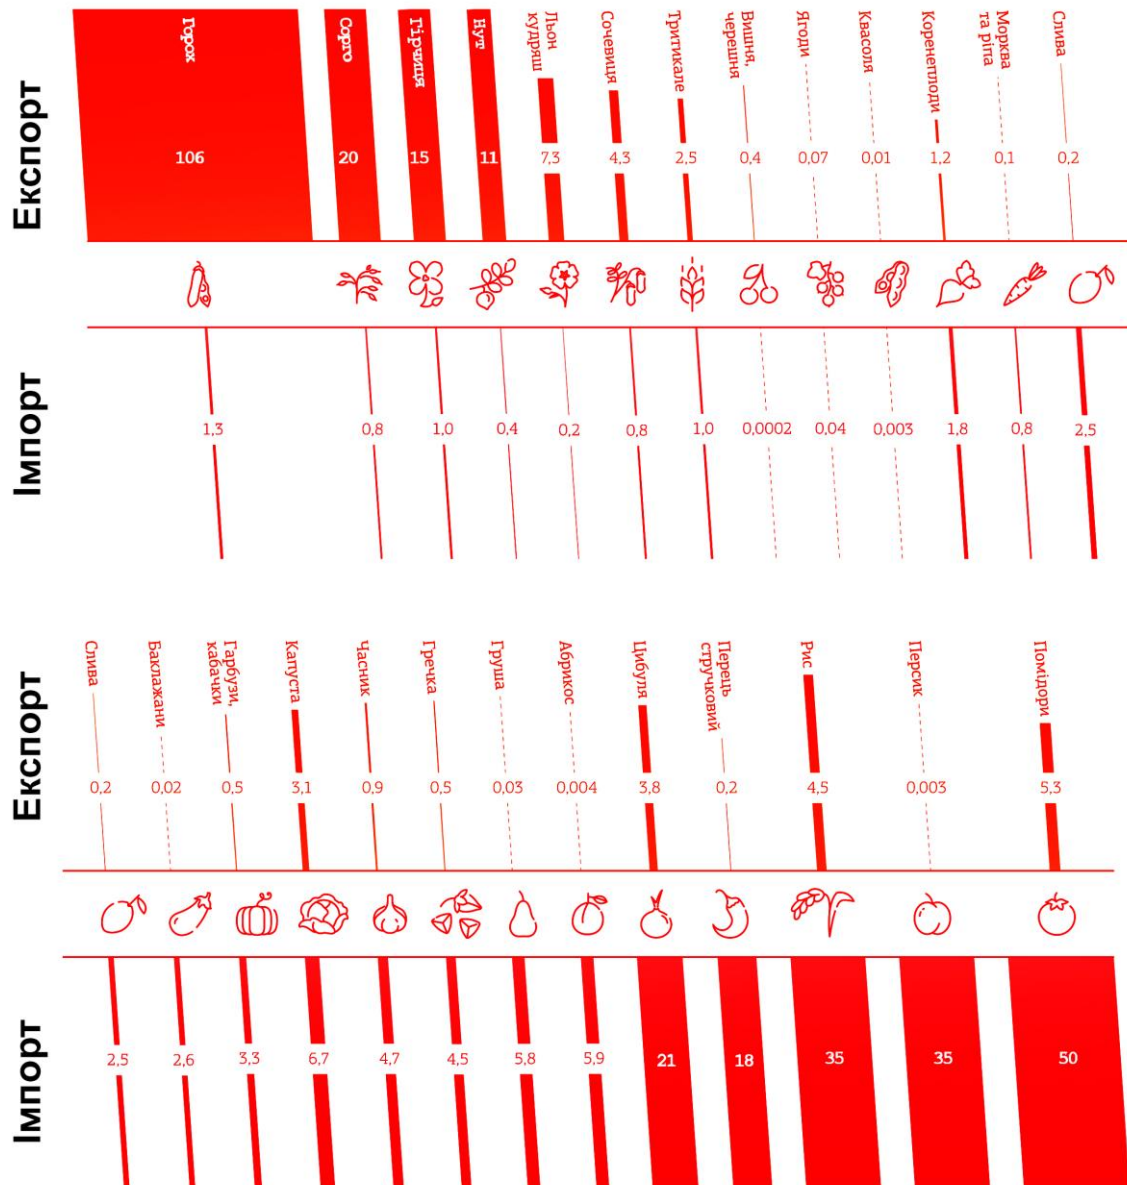 Експорт
Горох
Сорго
Гірчиця
Нут
Льон
кудряш
Сочевиця
Тритикале
Вишня,
черешня
Ягоди
Квасоля
Коренеплоди
Морква
та ріпа
Слива
106 20 15 11 7,3 4,3 2,5 0,4 0,07 0,01 1,2 0,1 0,2
Імпорт
1,3 0,8 1,0 0,4 0,2 0,8 1,0 0,0002 0,04 0,003 1,8 0,8 2,5
Експорт
Слива
Баклажани
Гарбузи,
кабачки
Капуста
Часник
Гречка
Груша
Абрикос
Цибуля
Перець
стручковий
Рис
Персик
Помідори
0,2 0,02 0,5 3,1 0,9 0,5 0,03 0,004 3,8 0,2 4,5 0,003 5,3
Імпорт
2,5 2,6 3,3 6,7 4,7 4,5 5,8 5,9 21 18 35 35 50